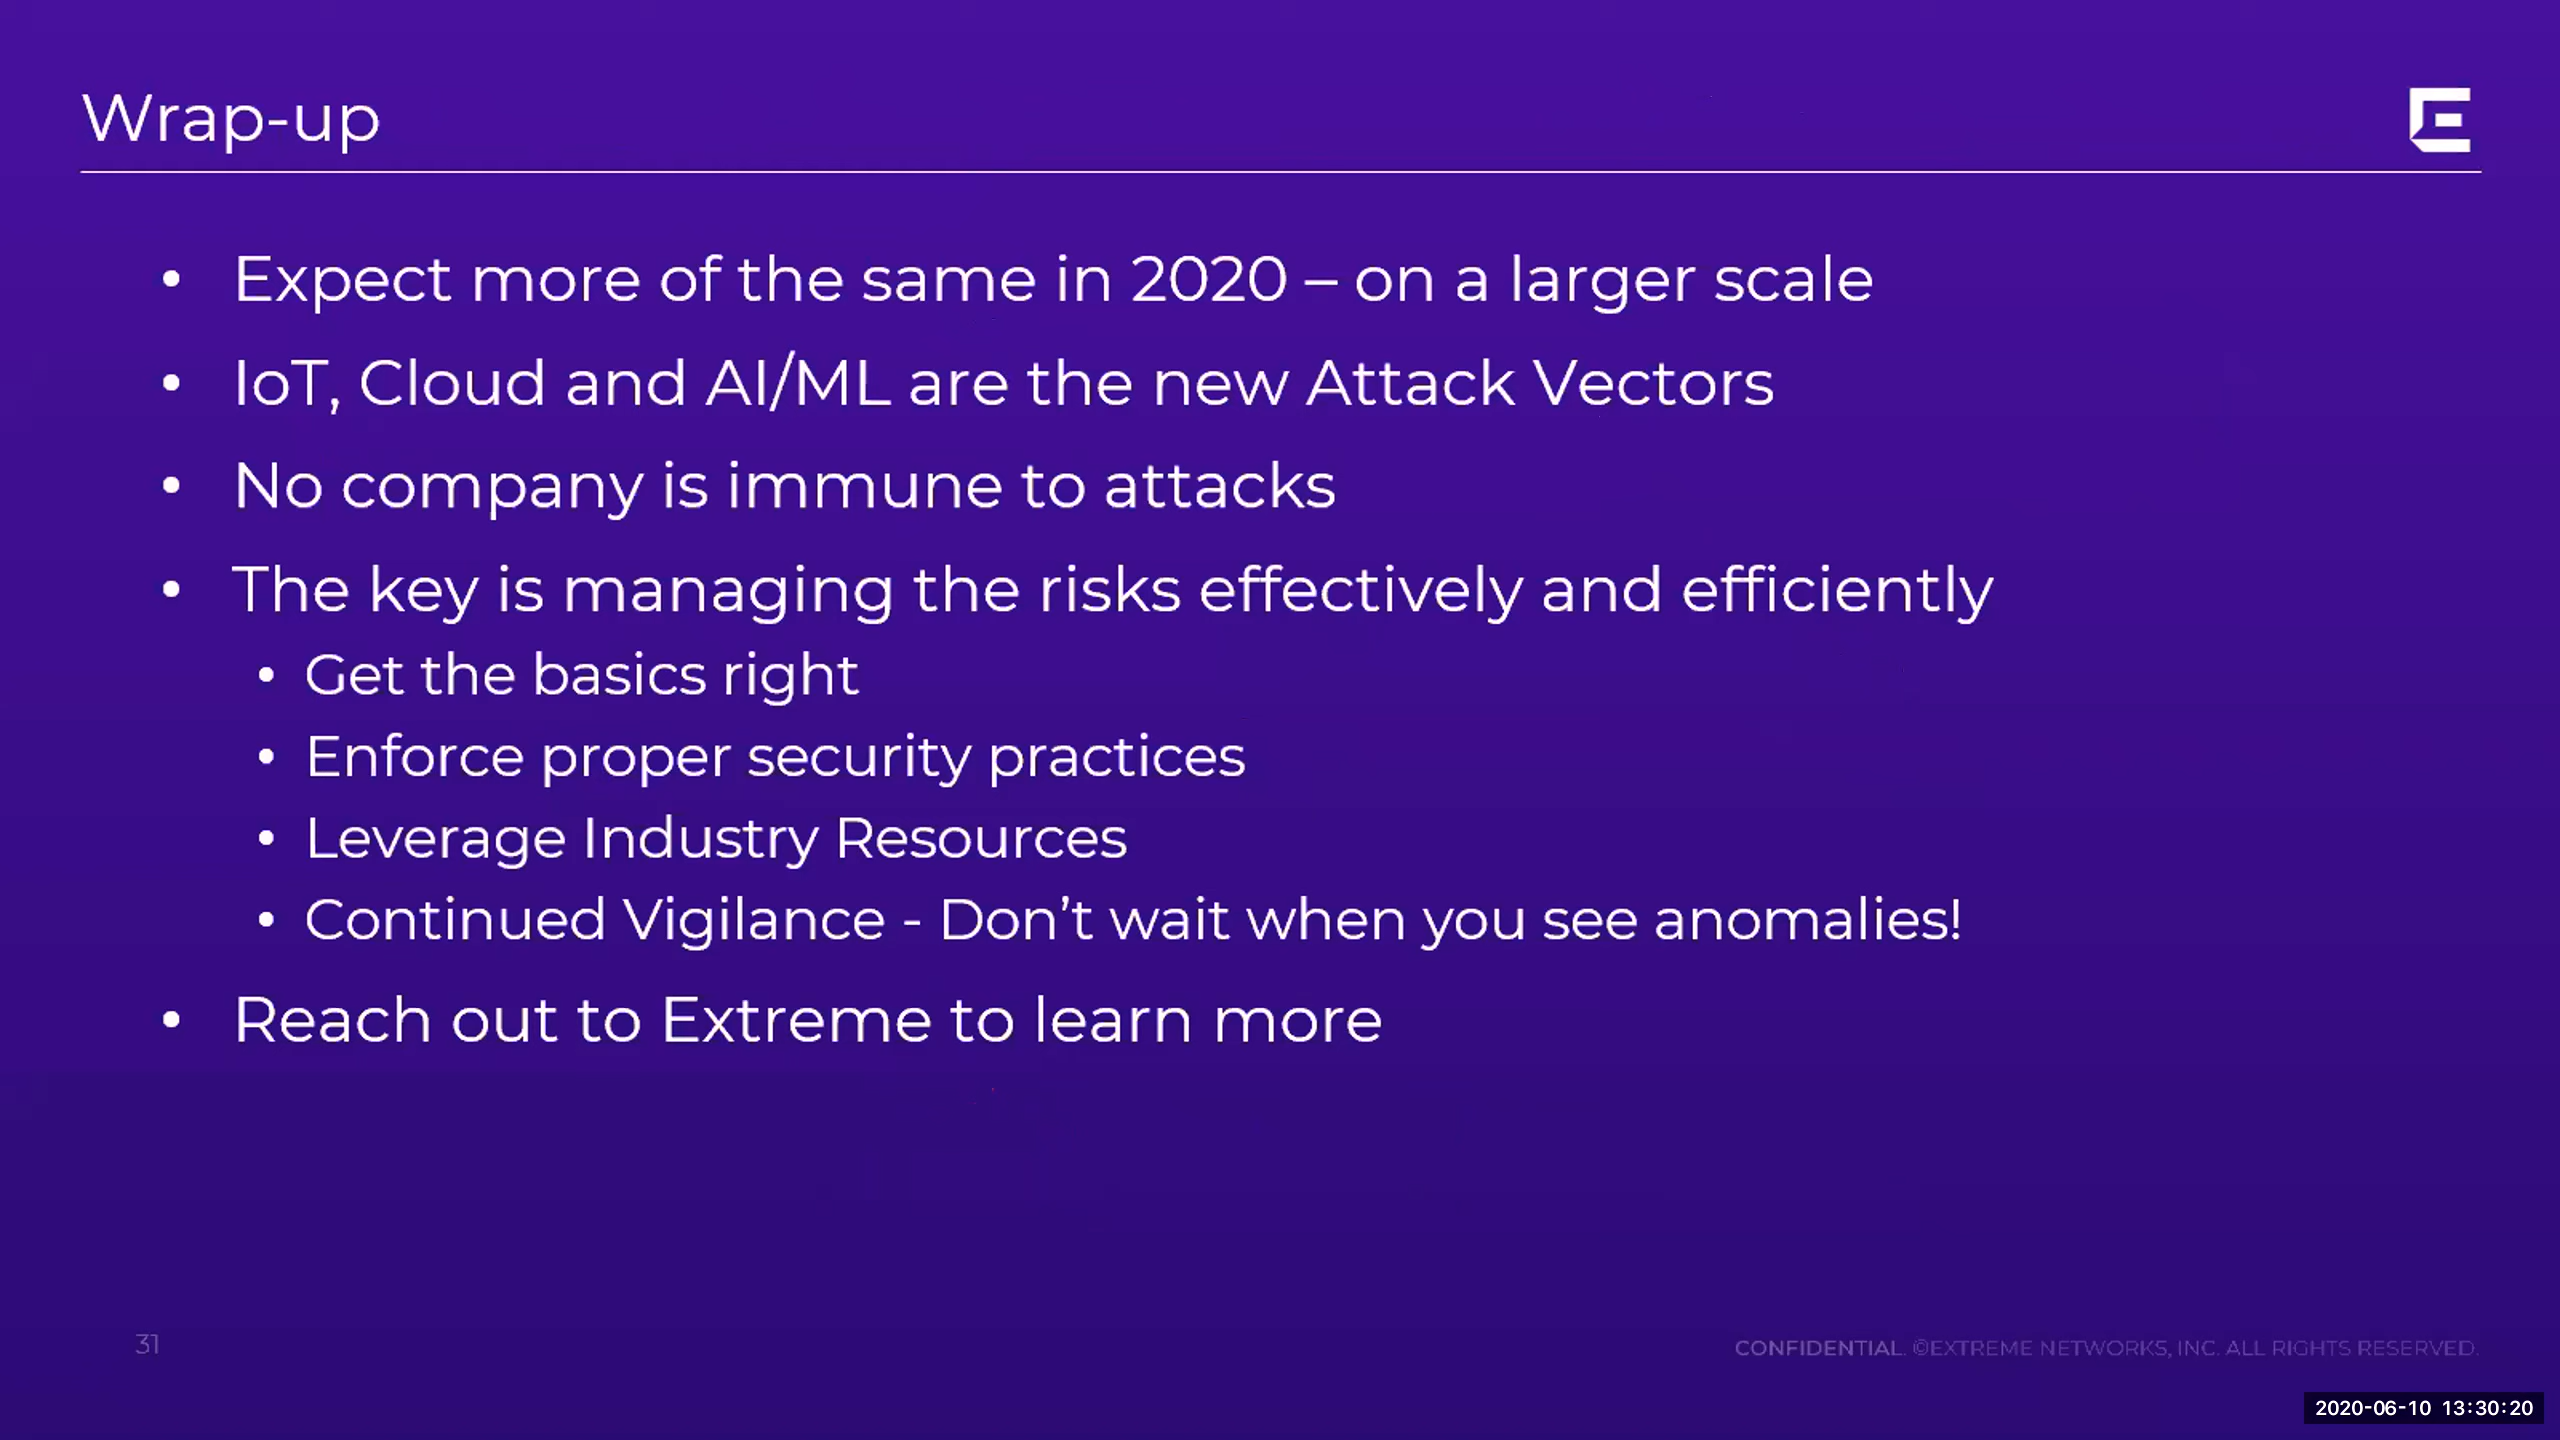 Wrap-up
• Expect more of the same in 2020 – on a larger scale
• IoT, Cloud and AI/ML are the new Attack Vectors
• No company is immune to attacks
• The key is managing the risks effectively and efficiently
• Get the basics right
• Enforce proper security practices
• Leverage Industry Resources
• Continued Vigilance - Don’t wait when you see anomalies!
• Reach out to Extreme to learn more
31
CONFIDENTIAL. ©EXTREME NETWORKS, INC. ALL RIGHTS RESERVED.
2020-06-10 13:30:20